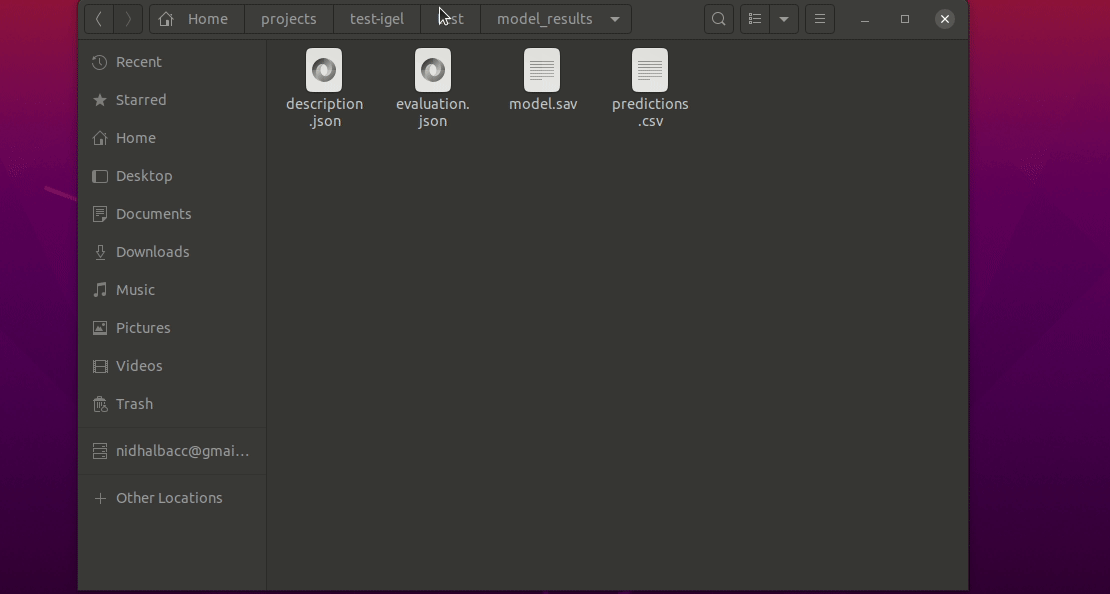 Home projects test-igel st model_results
Recent
Starred
Home
Desktop
Documents
Downloads
Music
Pictures
Videos
Trash
nidhalbacc@gmai...
Other Locations
description
.json
evaluation.
json
model.sav
predictions
.csv